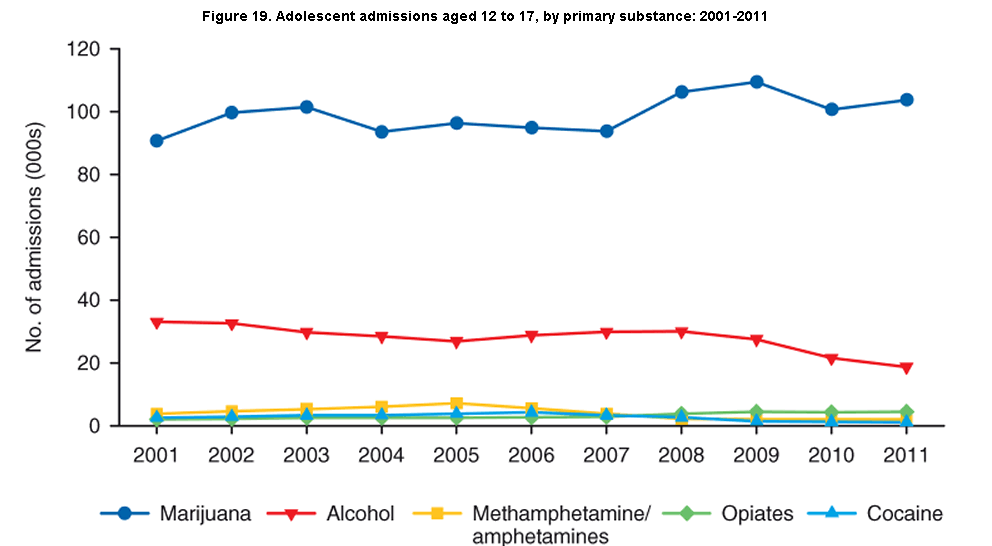 Figure 19. Adolescent admissions aged 12 to 17, by primary substance: 2001-2011
120
100
80
60
40
20
0
No. of admissions (000s)
2001 2002 2003 2004 2005 2006 2007 2008 2009 2010 2011
Marijuana Alcohol Methamphetamine/ Opiates Cocaine
amphetamines